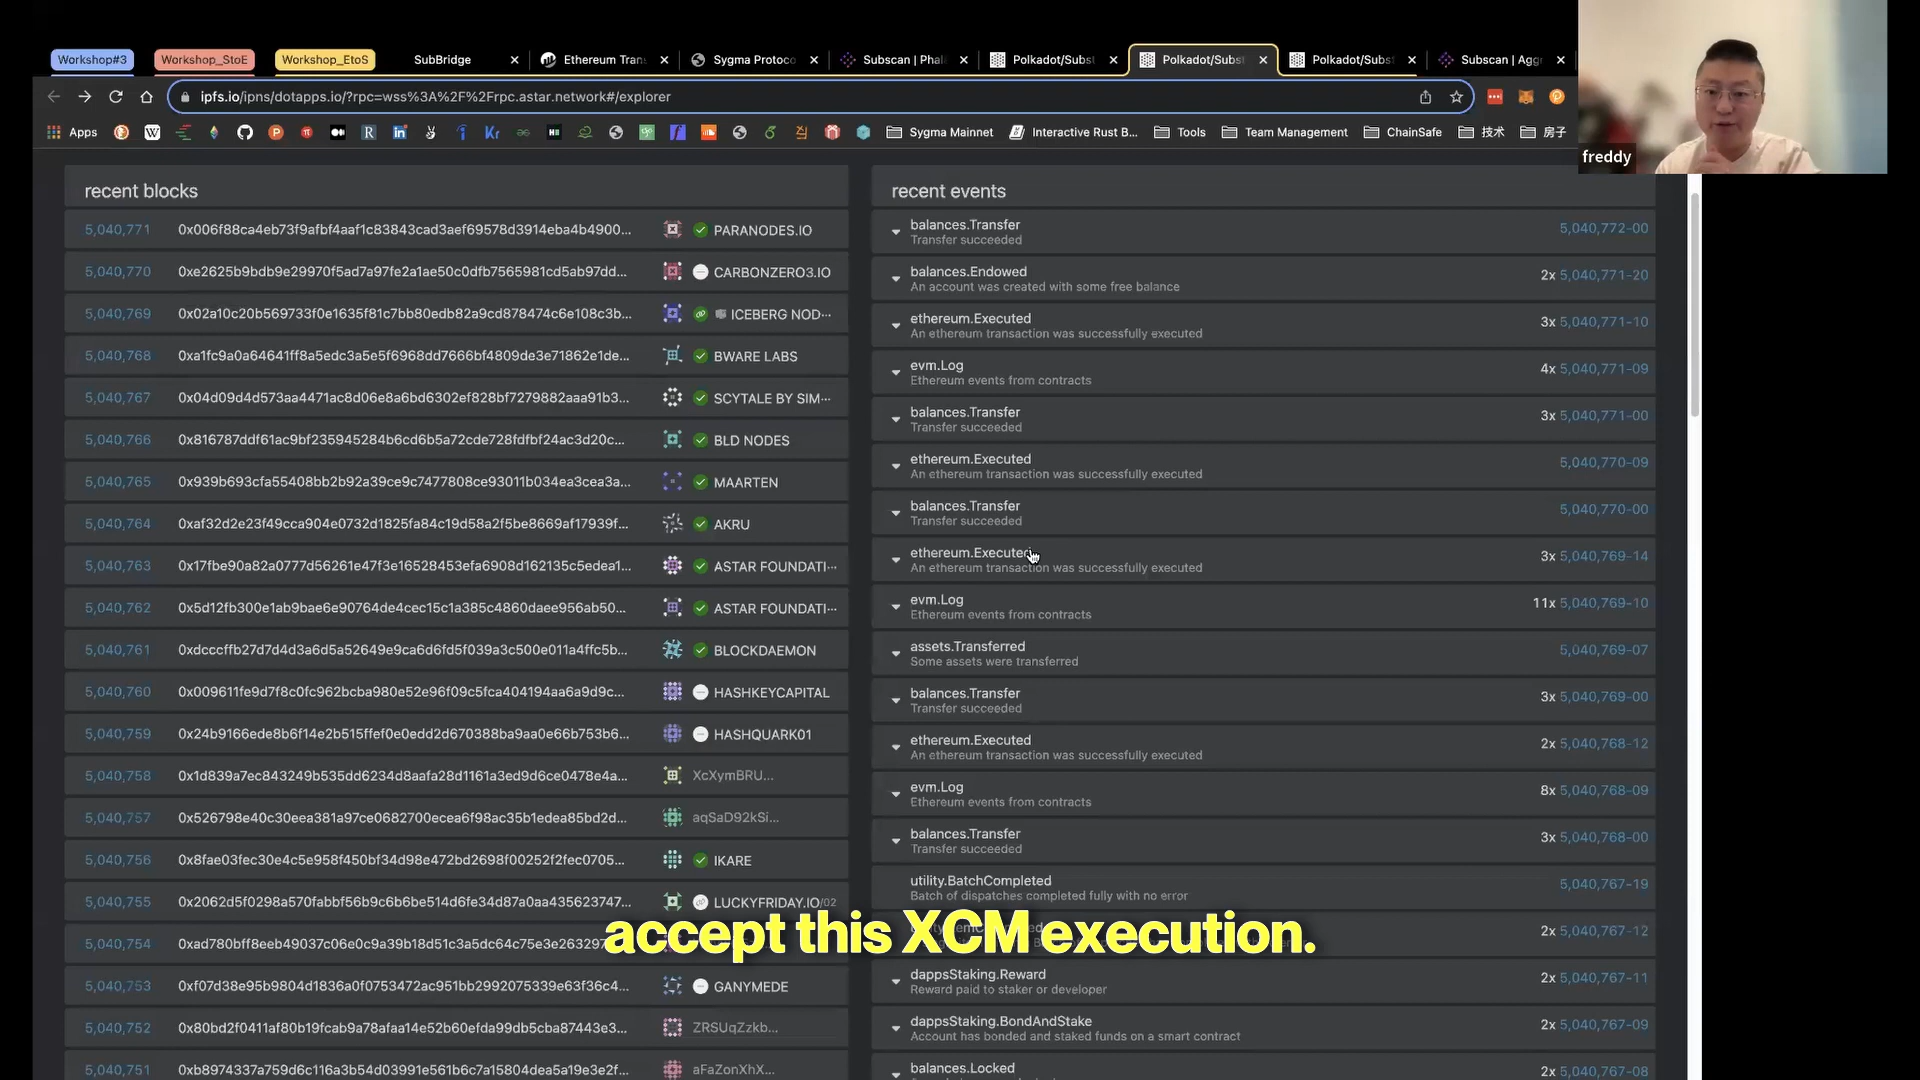 Workshop#3
Workshop_StoE
Workshop_EtoS
SubBridge
Ethereum Tran
Sygma Protoco
Subscan | Phal
Polkadot/Subst
Polkadot/Subst
Polkadot/Subst
Subscan | Agg
ipfs.io/ipns/dotapps.io/?rpc=wss%3A%2F%2Frpc.astar.network#/explorer
Apps
Sygma Mainnet
Interactive Rust B...
Tools
Team Management
ChainSafe
技术
房子
freddy
recent blocks
5,040,771 0x006f88ca4eb73f9afbf4aaf1c83843cad3aef69578d3914eba4b4900... PARANODES.IO
5,040,770 0xe2625b9bdb9e29970f5ad7a97fe2a1ae50c0dfb7565981cd5ab97dd... CARBONZERO3.IO
5,040,769 0x02a10c20b569733f0e1635f81c7bb80edb82a9cd878474c6e108c3b... ICEBERG NOD...
5,040,768 0xa1fc9a0a64641ff8a5edc3a5e5f6968dd7666bf4809de3e71862e1de... BWARE LABS
5,040,767 0x04d09d4d573aa4471ac8d06e8a6bd6302ef828bf7279882aaa91b3... SCYTALE BY SIM...
5,040,766 0x816787ddf61ac9bf235945284b6cd6b5a72cde728fdfbf24ac3d20c... BLD NODES
5,040,765 0x939b693cfa55408bb2b92a39ce9c7477808ce93011b034ea3cea3a... MAARTEN
5,040,764 0xaf32d2e23f49cca904e0732d1825fa84c19d58a2f5be8669af17939f... AKRU
5,040,763 0x17fbe90a82a0777d56261e47f3e16528453efa6908d162135c5edea1... ASTAR FOUNDATI...
5,040,762 0x5d12fb300e1ab9bae6e90764de4cec15c1a385c4860daee956ab50... ASTAR FOUNDATI...
5,040,761 0xdcccffb27d7d4d3a6d5a52649e9ca6d6fd5f039a3c500e011a4ffc5b... BLOCKDAEMON
5,040,760 0x009611fe9d7f8c0fc962bcba980e52e96f09c5fca404194aa6a9d9c... HASHKEYCAPITAL
5,040,759 0x24b9166ede8b6f14e2b515ffef0e0edd2d670388ba9aa0e66b753b6... HASHQUARK01
5,040,758 0x1d839a7ec843249b535dd6234d8aafa28d1161a3ed9d6ce0478e4a... XcXymBRU...
5,040,757 0x526798e40c30eea381a97ce0682700ecea6f98ac35b1edea85bd2d... aqSaD92kSi...
5,040,756 0x8fae03fec30e4c5e958f450bf34d98e472bd2698f00252f2fec0705... IKARE
5,040,755 0x2062d5f0298a570fabbf56b9c6b6be514d6fe34d87a0aa435623747... LUCKYFRIDAY.IO/02
5,040,754 0xad780bff8eeb49037c06e0c9a39b18d51c3a5dc64c75e3e263297
5,040,753 0xf07d38e95b9804d1836a0f0753472ac951bb2992075339e63f36c4... GANYMEDE
5,040,752 0x80bd2f0411af80b19fcab9a78afaa14e52b60efda99db5cba87443e3... ZRSUqZzkb...
5,040,751 0xb8974337a759d6c116a3b54d03991e561b6c7a15804dea5a19e3e2f... aFaZonXhX...
recent events
balances.Transfer 5,040,772-00
Transfer succeeded
balances.Endowed 2x 5,040,771-20
An account was created with some free balance
ethereum.Executed 3x 5,040,771-10
An ethereum transaction was successfully executed
evm.Log 4x 5,040,771-09
Ethereum events from contracts
balances.Transfer 3x 5,040,771-00
Transfer succeeded
ethereum.Executed 5,040,770-09
An ethereum transaction was successfully executed
balances.Transfer 5,040,770-00
Transfer succeeded
ethereum.Executed 3x 5,040,769-14
An ethereum transaction was successfully executed
evm.Log 11x 5,040,769-10
Ethereum events from contracts
assets.Transferred 5,040,769-07
Some assets were transferred
balances.Transfer 3x 5,040,769-00
Transfer succeeded
ethereum.Executed 2x 5,040,768-12
An ethereum transaction was successfully executed
evm.Log 8x 5,040,768-09
Ethereum events from contracts
balances.Transfer 3x 5,040,768-00
Transfer succeeded
utility.BatchCompleted 5,040,767-19
Batch of dispatches completed fully with no error
2x 5,040,767-12
dappsStaking.Reward 2x 5,040,767-11
Reward paid to staker or developer
dappsStaking.BondAndStake 2x 5,040,767-09
Account has bonded and staked funds on a smart contract
balances.Locked 2x 5,040,767-08
accept this XCM execution.